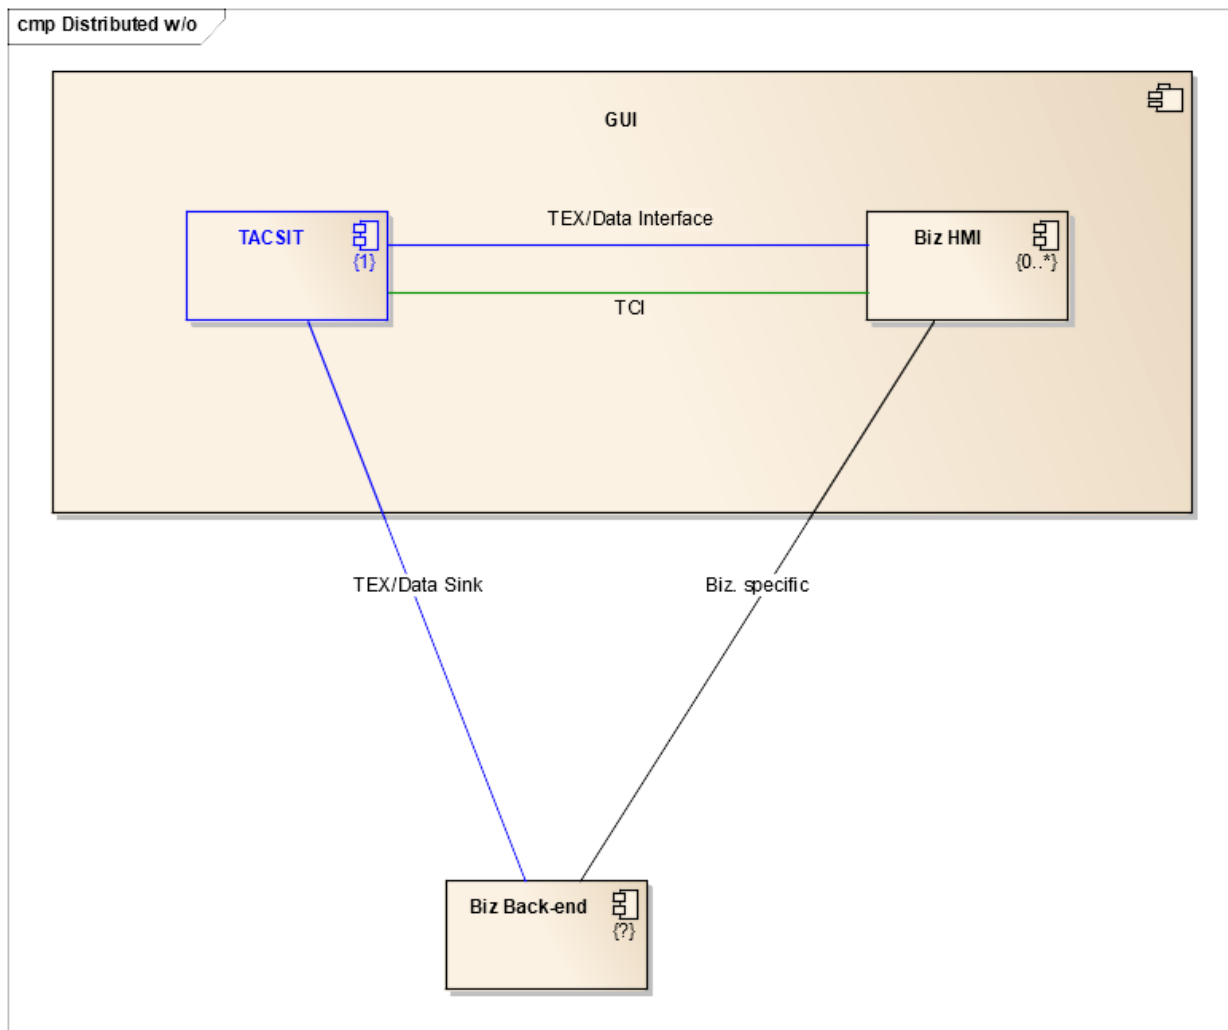 cmp Distributed w/o
GUI
TACSIT
{1}
TEX/Data Interface
Biz HMI
{0..*}
TCI
TEX/Data Sink
Biz. specific
Biz Back-end
{?}